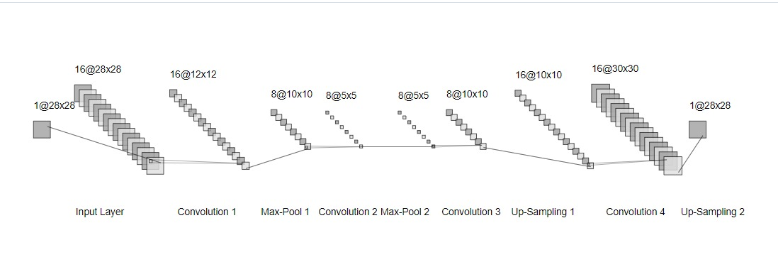 1@28x28
16@28x28
16@12x12
8@10x10
8@5x5
8@5x5
8@10x10
16@10x10
16@30x30
1@28x28
Input Layer
Convolution 1
Max-Pool 1
Convolution 2
Max-Pool 2
Convolution 3
Up-Sampling 1
Convolution 4
Up-Sampling 2